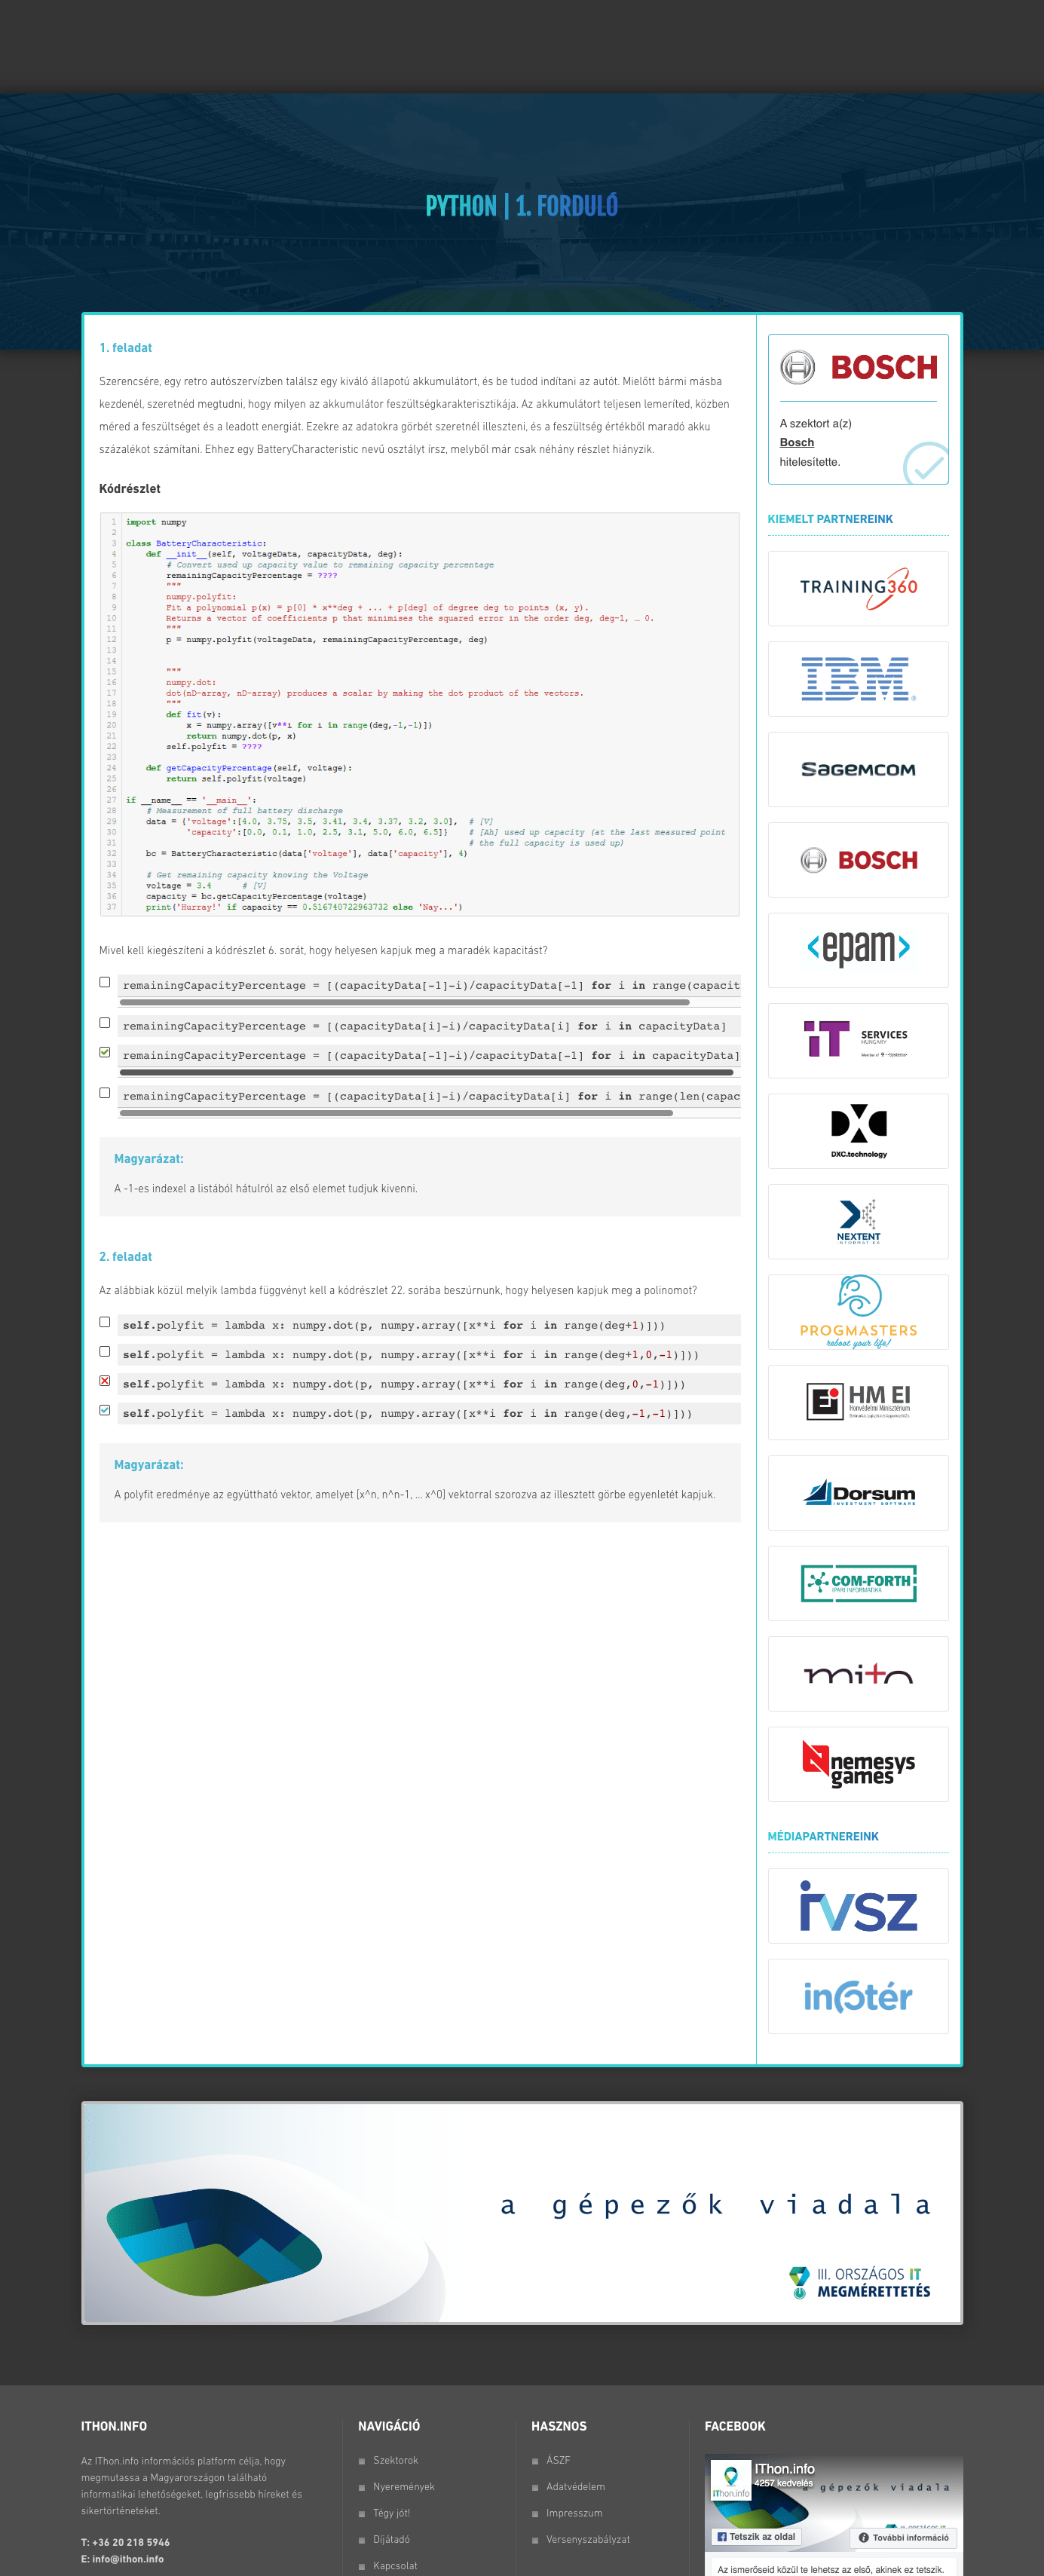 PYTHON | 1. FORDULÓ
1. feladat
Szerencsére, egy retro autószervízben találsz egy kiváló állapotú akkumulátort, és be tudod indítani az autót. Mielőtt bármi másba
kezdenél, szeretnéd megtudni, hogy milyen az akkumulátor feszültségkarakterisztikája. Az akkumulátort teljesen lemeríted, közben
méred a feszültséget és a leadott energiát. Ezekre az adatokra görbét szeretnél illeszteni, és a feszültség értékből maradó akku
százalékot számítani. Ehhez egy BatteryCharacteristic nevű osztályt írsz, melyből már csak néhány részlet hiányzik.
Kódrészlet
1 import numpy
2
3 class BatteryCharacteristic:
4 def __init__(self, voltageData, capacityData, deg):
5 # Convert used up capacity value to remaining capacity percentage
6 remainingCapacityPercentage = ????
7 """
8 numpy.polyfit:
9 Fit a polynomial p(x) = p[0] * x**deg + ... + p[deg] of degree deg to points (x, y).
10 Returns a vector of coefficients p that minimises the squared error in the order deg, deg-1, … 0.
11 """
12 p = numpy.polyfit(voltageData, remainingCapacityPercentage, deg)
13
14
15 """
16 numpy.dot:
17 dot(nD-array, nD-array) produces a scalar by making the dot product of the vectors.
18 """
19 def fit(v):
20 x = numpy.array([v**i for i in range(deg,-1,-1)])
21 return numpy.dot(p, x)
22 self.polyfit = ????
23
24 def getCapacityPercentage(self, voltage):
25 return self.polyfit(voltage)
26
27 if __name__ == '__main__':
28 # Measurement of full battery discharge
29 data = {'voltage':[4.0, 3.75, 3.5, 3.41, 3.4, 3.37, 3.2, 3.0], # [V]
30 'capacity':[0.0, 0.1, 1.0, 2.5, 3.1, 5.0, 6.0, 6.5]} # [Ah] used up capacity (at the last measured point
31 # the full capacity is used up)
32 bc = BatteryCharacteristic(data['voltage'], data['capacity'], 4)
33
34 # Get remaining capacity knowing the Voltage
35 voltage = 3.4 # [V]
36 capacity = bc.getCapacityPercentage(voltage)
37 print('Hurray!' if capacity == 0.516740722963732 else 'Nay...')
Mivel kell kiegészíteni a kódrészlet 6. sorát, hogy helyesen kapjuk meg a maradék kapacitást?
remainingCapacityPercentage = [(capacityData[-1]-i)/capacityData[-1] for i in range(capacit
remainingCapacityPercentage = [(capacityData[i]-i)/capacityData[i] for i in capacityData]
remainingCapacityPercentage = [(capacityData[-1]-i)/capacityData[-1] for i in capacityData]
remainingCapacityPercentage = [(capacityData[i]-i)/capacityData[i] for i in range(len(capac
Magyarázat:
A -1-es indexel a listából hátulról az első elemet tudjuk kivenni.
2. feladat
Az alábbiak közül melyik lambda függvényt kell a kódrészlet 22. sorába beszúrnunk, hogy helyesen kapjuk meg a polinomot?
self.polyfit = lambda x: numpy.dot(p, numpy.array([x**i for i in range(deg+1)]))
self.polyfit = lambda x: numpy.dot(p, numpy.array([x**i for i in range(deg+1,0,-1)]))
self.polyfit = lambda x: numpy.dot(p, numpy.array([x**i for i in range(deg,0,-1)]))
self.polyfit = lambda x: numpy.dot(p, numpy.array([x**i for i in range(deg,-1,-1)]))
Magyarázat:
A polyfit eredménye az együttható vektor, amelyet [x^n, n^n-1, ... x^0] vektorral szorozva az illesztett görbe egyenletét kapjuk.
BOSCH
A szektort a(z)
Bosch
hitelesítette.
KIEMELT PARTNEREINK
TRAINING360
IBM
SAGEMCOM
BOSCH
<epam>
iT SERVICES
HUNGARY
DXC.technology
NEXTENT
PROGMASTERS
reboot your life!
Ei HM EI
Dorsum
INVESTMENT SOFTWARE
COM-FORTH
IPARI INFORMATIKA
mito
nemesys
games
MÉDIAPARTNEREINK
ivsz
infotér
a gépezők viadala
III. ORSZÁGOS IT
MEGMÉRETTETÉS
ITHON.INFO
Az IThon.info információs platform célja, hogy
megmutassa a Magyarországon található
informatikai lehetőségeket, legfrissebb híreket és
sikertörténeteket.
T: +36 20 218 5946
E: info@ithon.info
NAVIGÁCIÓ
Szektorok
Nyeremények
Tégy jót!
Díjátadó
Kapcsolat
HASZNOS
ÁSZF
Adatvédelem
Impresszum
Versenyszabályzat
FACEBOOK
IThon.info
4257 kedvelés
a gépezők viadala
IThon.info
Tetszik az oldal
További információ
Az ismerőseid közül te lehetsz az első, akinek ez tetszik.